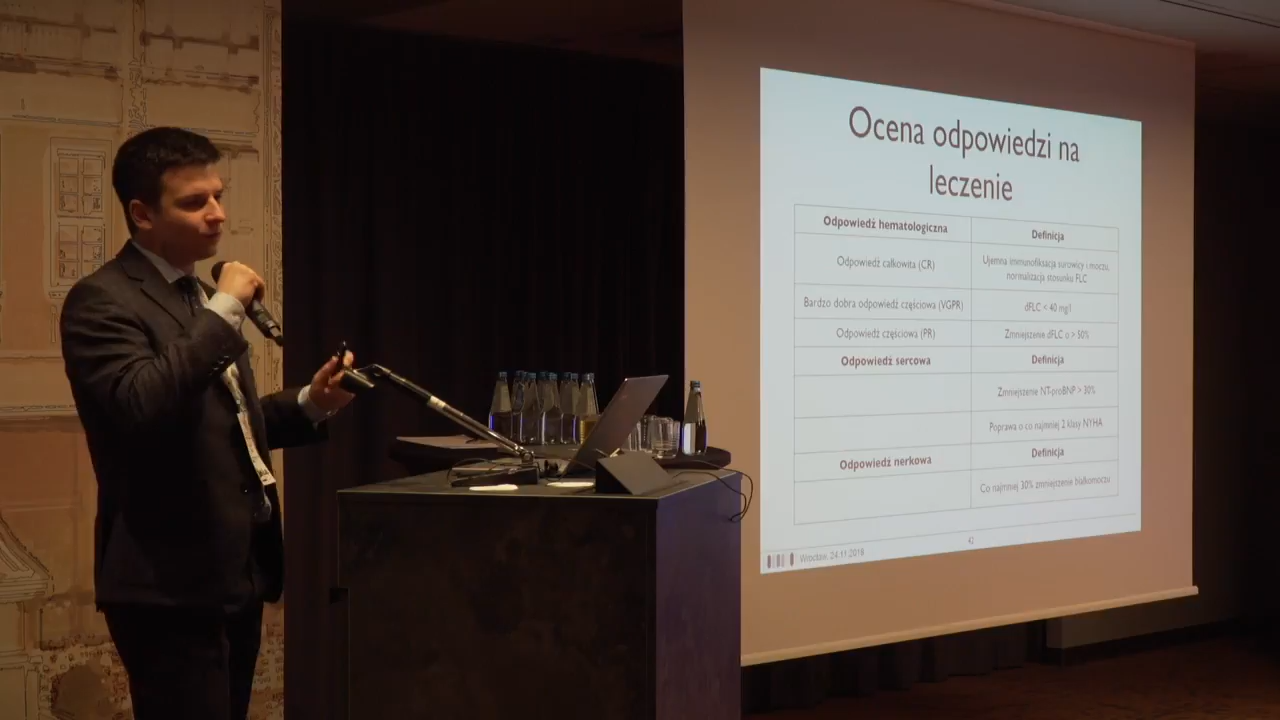 Ocena odpowiedzi na
leczenie
Odpowiedź hematologiczna
Definicja
Odpowiedź całkowita (CR)
Ujemna immunofiksacja surowicy i moczu,
normalizacja stosunku FLC
Bardzo dobra odpowiedź częściowa (VGPR)
dFLC < 40 mg/l
Odpowiedź częściowa (PR)
Zmniejszenie dFLC o > 50%
Odpowiedź sercowa
Definicja
Zmniejszenie NT-proBNP > 30%
Poprawa o co najmniej 2 klasy NYHA
Odpowiedź nerkowa
Definicja
Co najmniej 30% zmniejszenie białkomoczu
42
Wrocław, 24.11.2018